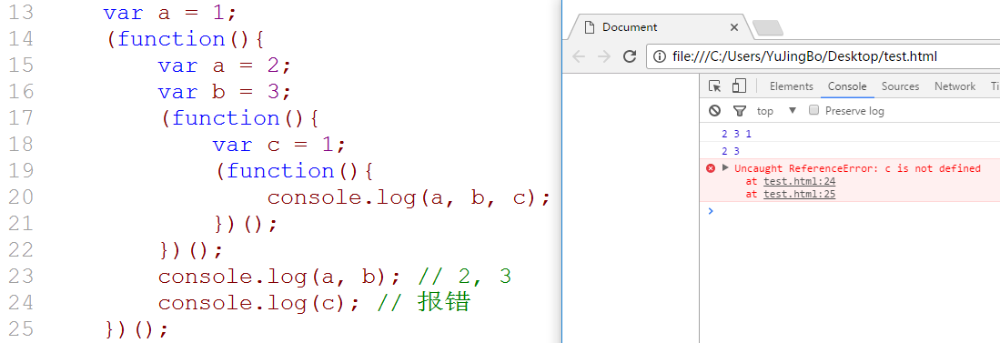 13 var a = 1;
14 (function(){
15 var a = 2;
16 var b = 3;
17 (function(){
18 var c = 1;
19 (function(){
20 console.log(a, b, c);
21 })();
22 })();
23 console.log(a, b); // 2, 3
24 console.log(c); // 报错
25 })();
Document
file:///C:/Users/YuJingBo/Desktop/test.html
Elements Console Sources Network Ti
top Preserve log
2 3 1
2 3
Uncaught ReferenceError: c is not defined
at test.html:24
at test.html:25